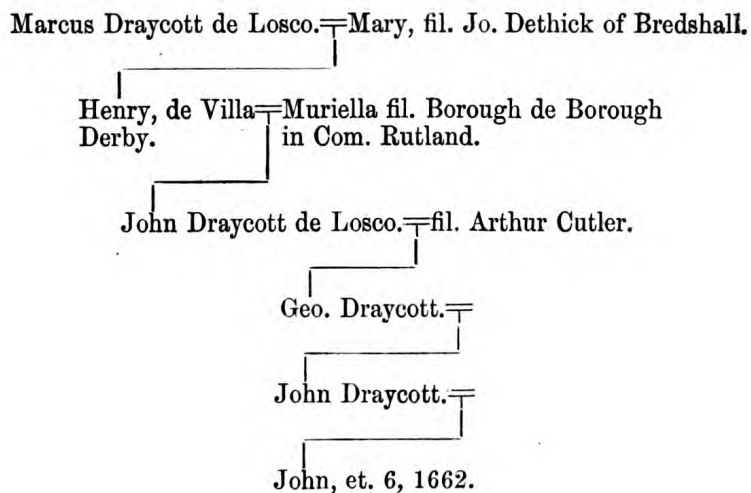 Marcus Draycott de Losco.=Mary, fil. Jo. Dethick of Bredshall.
Henry, de Villa=Muriella fil. Borough de Borough
Derby. in Com. Rutland.
John Draycott de Losco.=fil. Arthur Cutler.
Geo. Draycott.=
John Draycott.=
John, et. 6, 1662.